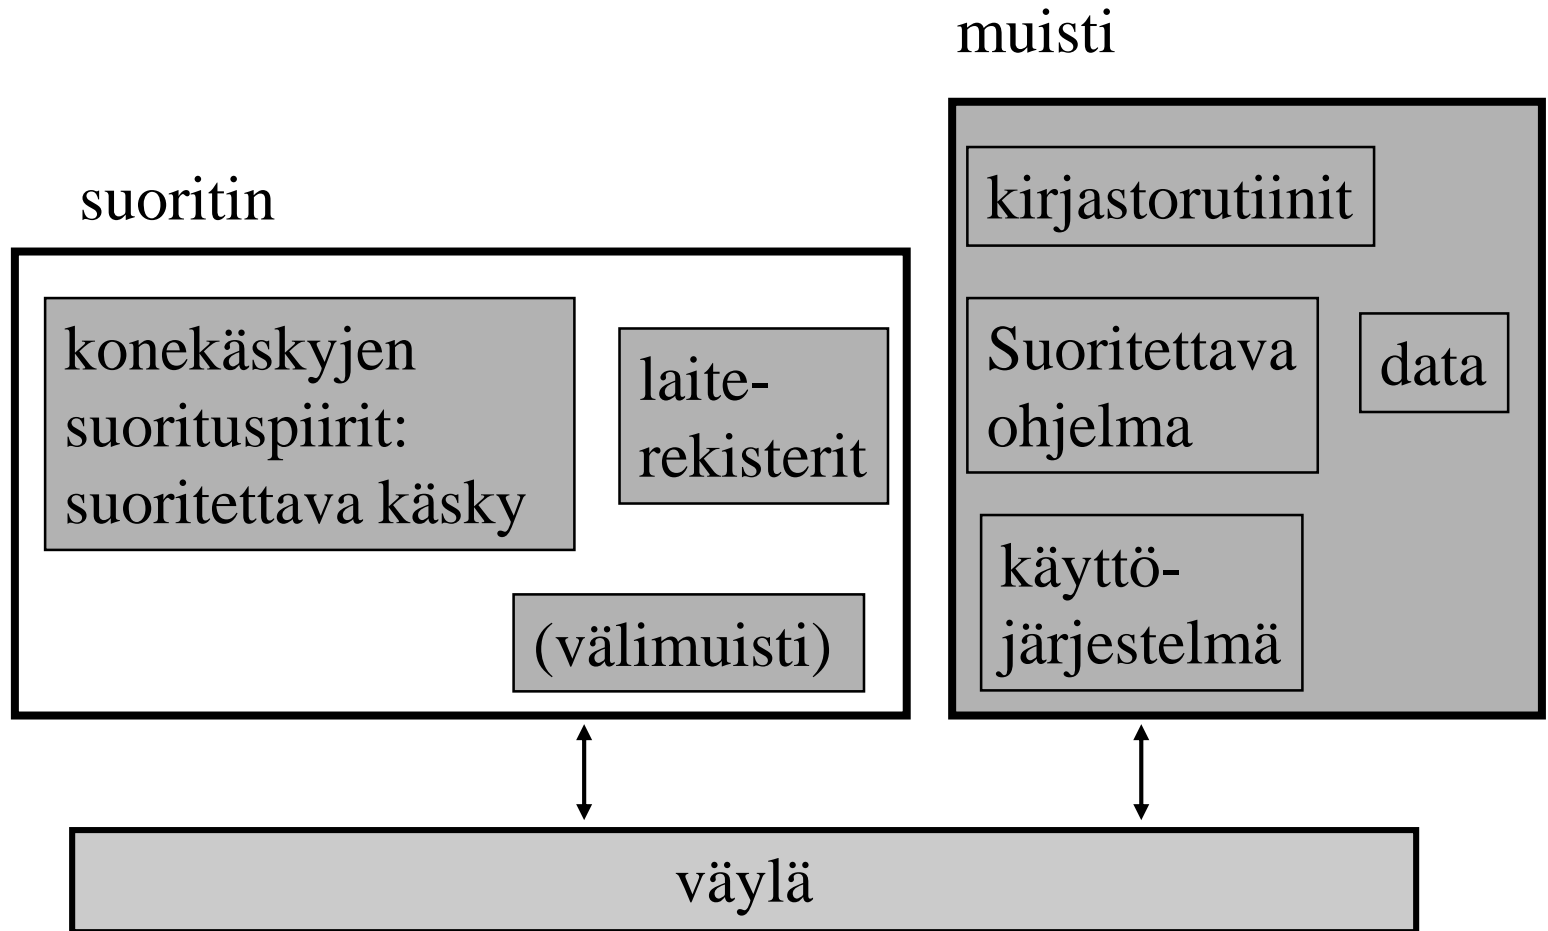 muisti
suoritin
kirjastorutiinit
konekäskyjen
suorituspiirit:
suoritettava käsky
laite-
rekisterit
Suoritettava
ohjelma
data
(välimuisti)
käyttö-
järjestelmä
väylä